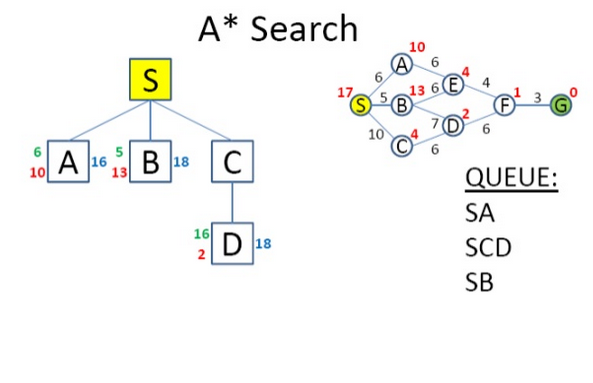 A* Search
S
6 10 A 16
5 13 B 18
C
16 2 D 18
17 S
10 A
13 B
4 C
4 E
2 D
1 F
0 G
6
5
10
6
6
7
6
4
6
3
QUEUE:
SA
SCD
SB